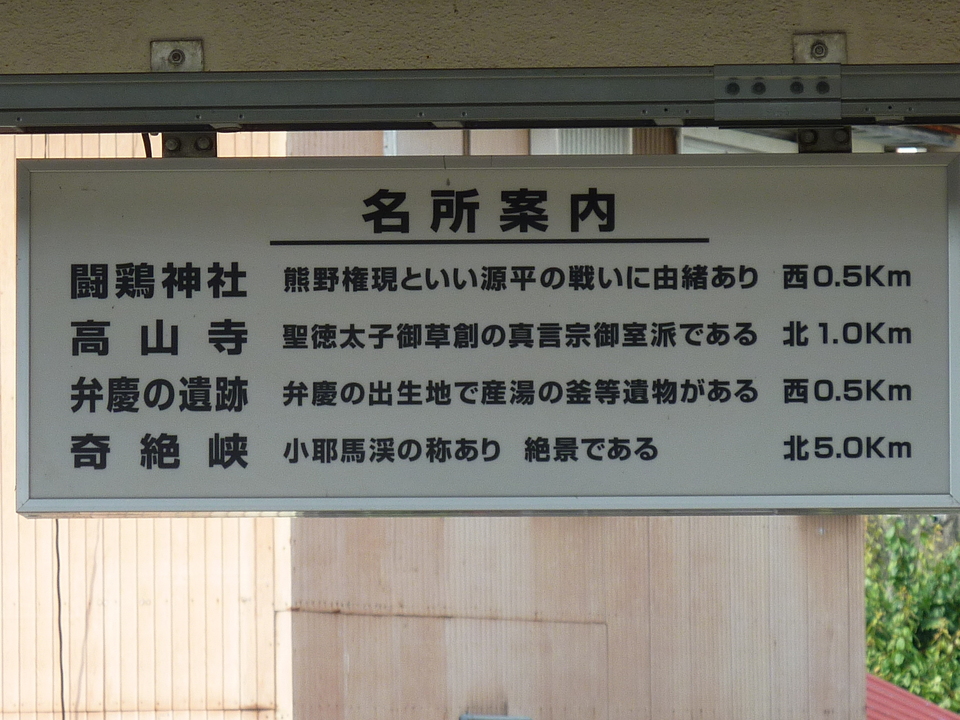 名所案内
闘鶏神社 熊野権現といい源平の戦いに由緒あり 西0.5Km
高山寺 聖徳太子御草創の真言宗御室派である 北1.0Km
弁慶の遺跡 弁慶の出生地で産湯の釜等遺物がある 西0.5Km
奇絶峡 小耶馬渓の称あり 絶景である 北5.0Km